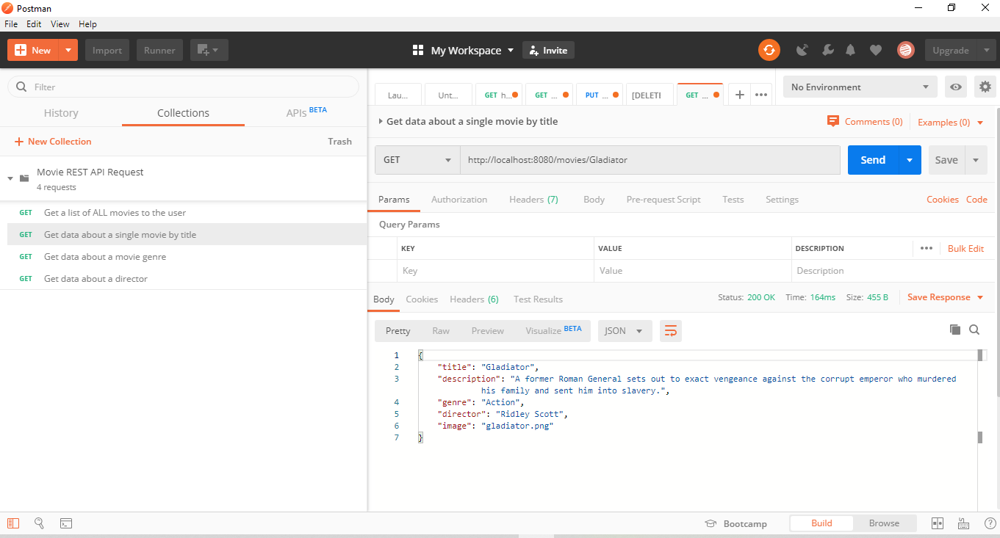 Postman
File Edit View Help
New Import Runner My Workspace Invite Upgrade
Filter
History Collections APIs BETA
+ New Collection Trash
Movie REST API Request
4 requests
GET Get a list of ALL movies to the user
GET Get data about a single movie by title
GET Get data about a movie genre
GET Get data about a director
Lau... Unt... GET h... GET ... PUT ... [DELETI GET ... + ••• No Environment
Get data about a single movie by title Comments (0) Examples (0)
GET http://localhost:8080/movies/Gladiator Send Save
Params Authorization Headers (7) Body Pre-request Script Tests Settings Cookies Code
Query Params
KEY VALUE DESCRIPTION ••• Bulk Edit
Key Value Description
Body Cookies Headers (6) Test Results Status: 200 OK Time: 164ms Size: 455 B Save Response
Pretty Raw Preview Visualize BETA JSON
1 {
2 "title": "Gladiator",
3 "description": "A former Roman General sets out to exact vengeance against the corrupt emperor who murdered
his family and sent him into slavery.",
4 "genre": "Action",
5 "director": "Ridley Scott",
6 "image": "gladiator.png"
7 }
Bootcamp Build Browse ?